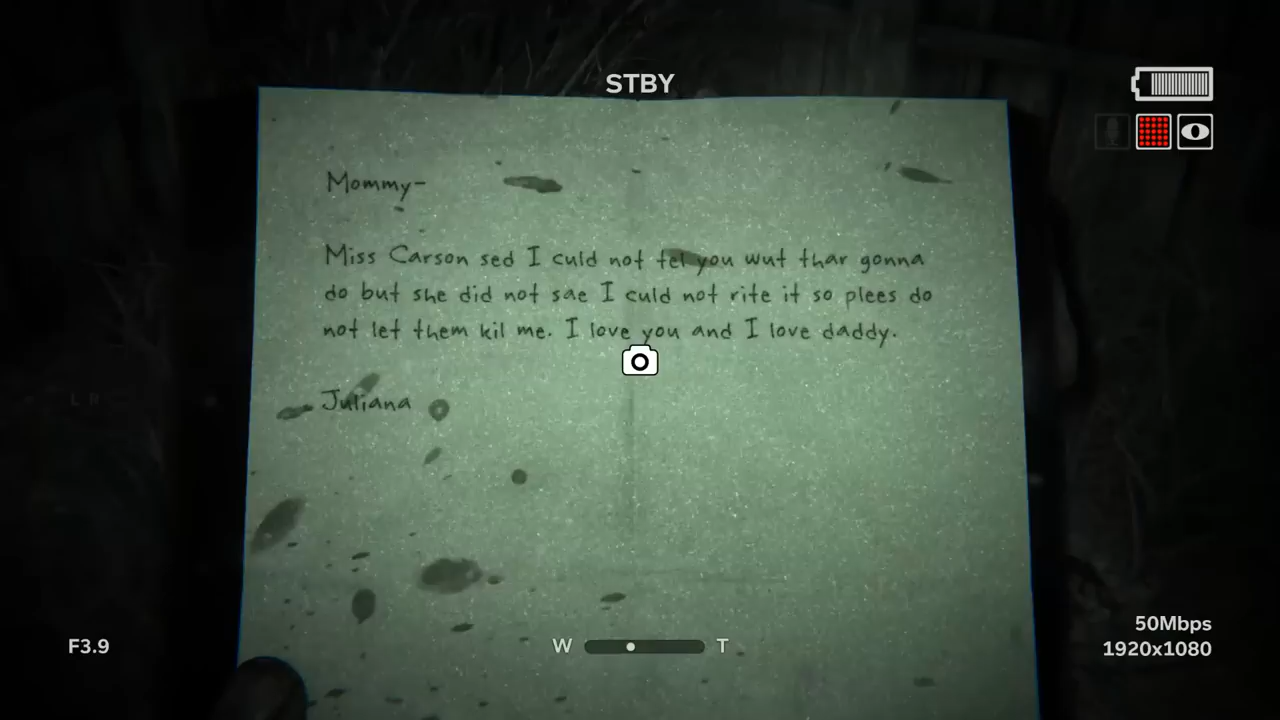 STBY
Mommy-
Miss Carson sed I culd not tel you wut thar gonna
do but she did not sae I culd not rite it so plees do
not let them kil me. I love you and I love daddy.
Juliana
L R
F3.9
W T
50Mbps
1920x1080